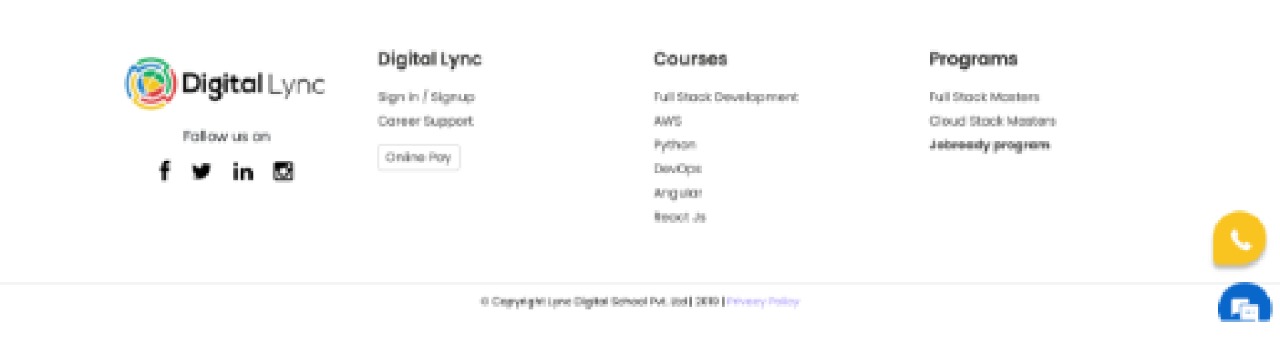 Digital Lync
Follow us on
Digital Lync
Sign in / Signup
Career Support
Online Pay
Courses
Full Stack Development
AWS
Python
DevOps
Angular
React Js
Programs
Full Stack Masters
Cloud Stack Masters
Jobready program
© Copyright Lync Digital School Pvt. Ltd | 2019 | Privacy Policy